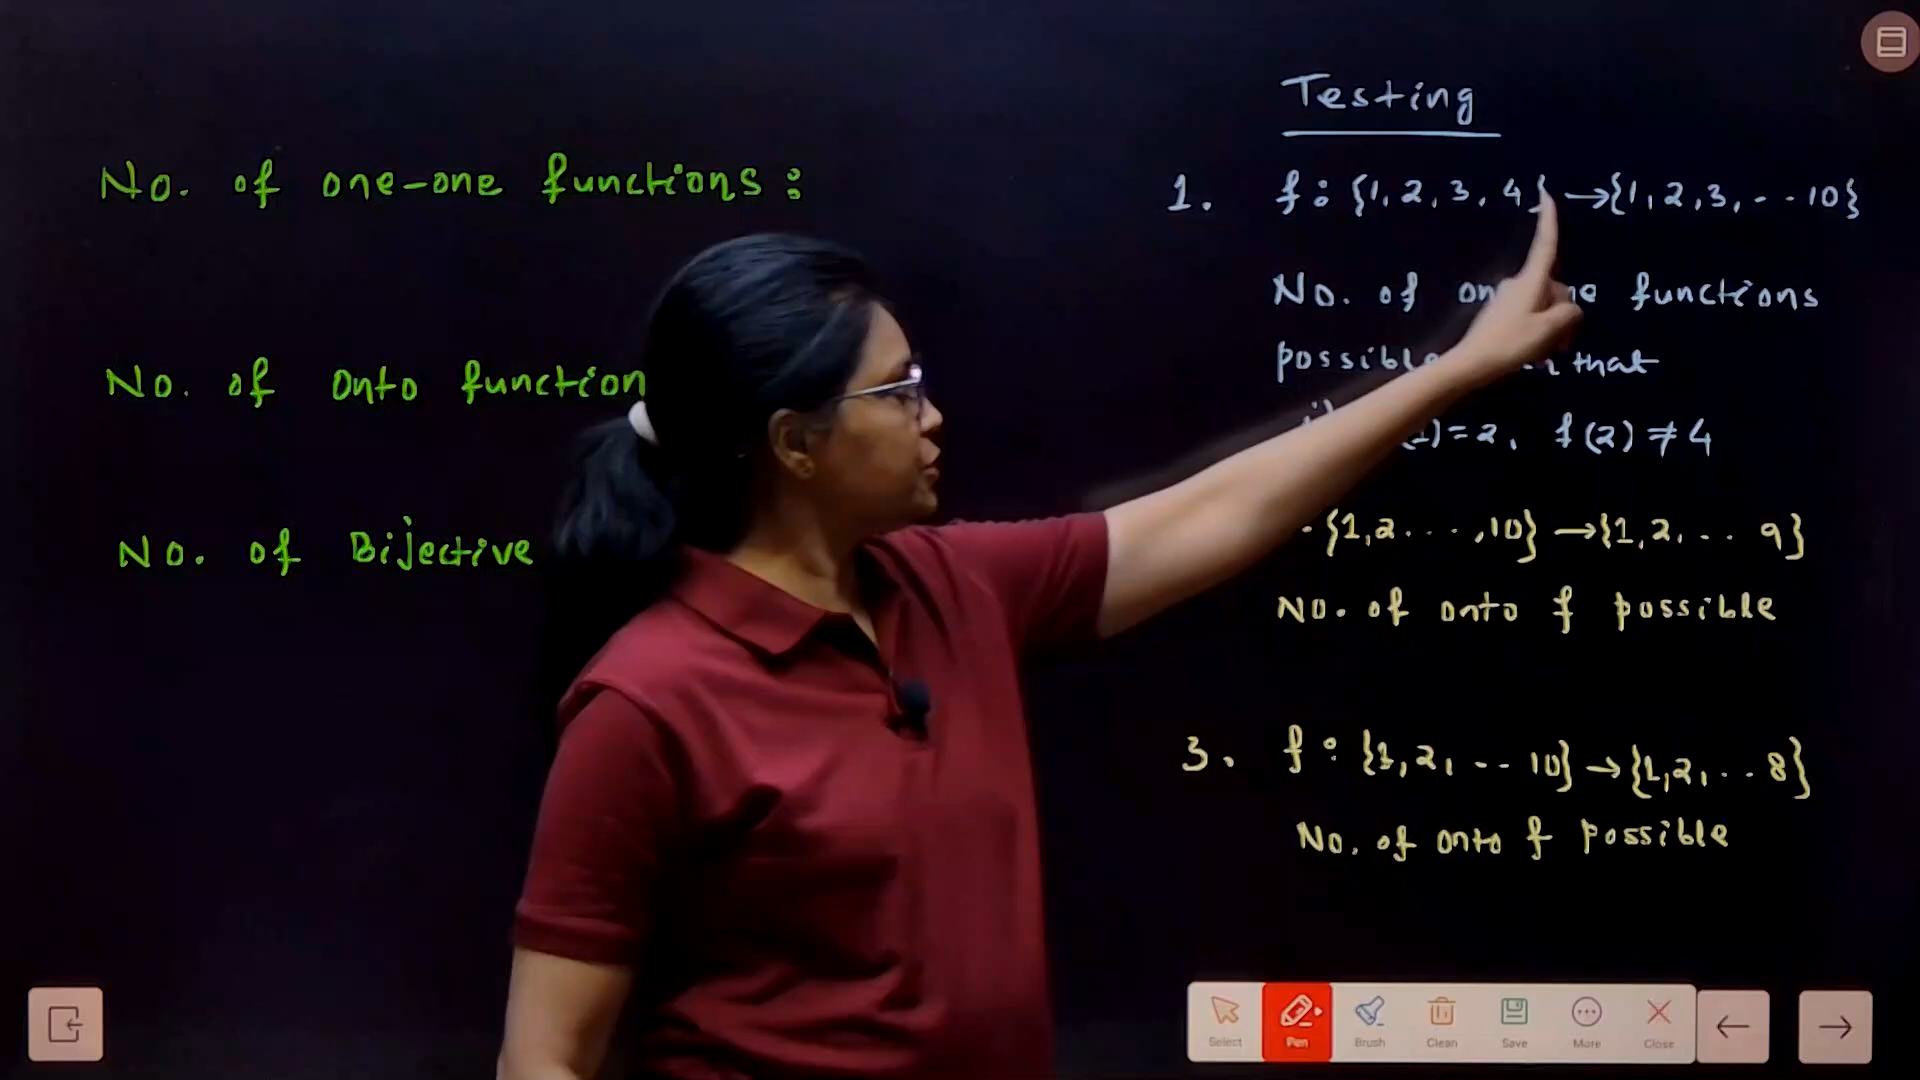 Testing
No. of one-one functions :
1. f : {1, 2, 3, 4} → {1, 2, 3, - - 10}
No. of functions
possible that
= 2, f(2) ≠ 4
No. of onto function
{1,2. . - - ,10} → {1,2, . . . 9}
No. of onto f possible
No. of Bijective
3. f : {1, 2, - - 10} → {1,2, . . 8}
No. of onto f possible
Select Pen Brush Clean Save More Close